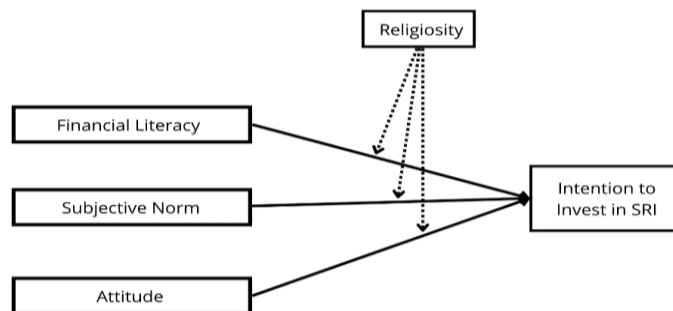 Religiosity
Financial Literacy
Subjective Norm
Intention to
Invest in SRI
Attitude